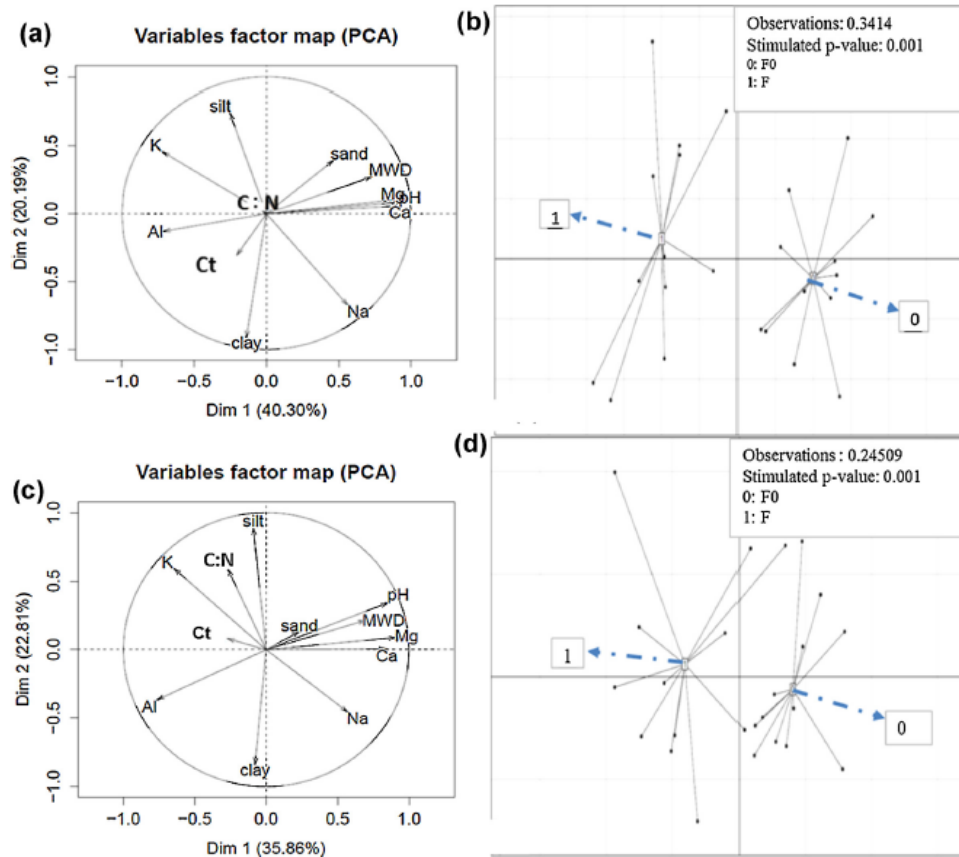 (a)
Variables factor map (PCA)
1.0
0.5
0.0
−0.5
−1.0
Dim 2 (20.19%)
silt
K
sand
MWD
C : N
Mg
pH
Ca
Al
Ct
Na
clay
−1.0 −0.5 0.0 0.5 1.0
Dim 1 (40.30%)
(b)
Observations: 0.3414
Stimulated p-value: 0.001
0: F0
1: F
1
0
(c)
Variables factor map (PCA)
1.0
0.5
0.0
−0.5
−1.0
Dim 2 (22.81%)
silt
K
C:N
pH
Ct
sand
MWD
Mg
Ca
Al
Na
clay
−1.0 −0.5 0.0 0.5 1.0
Dim 1 (35.86%)
(d)
Observations : 0.24509
Stimulated p-value: 0.001
0: F0
1: F
1
0